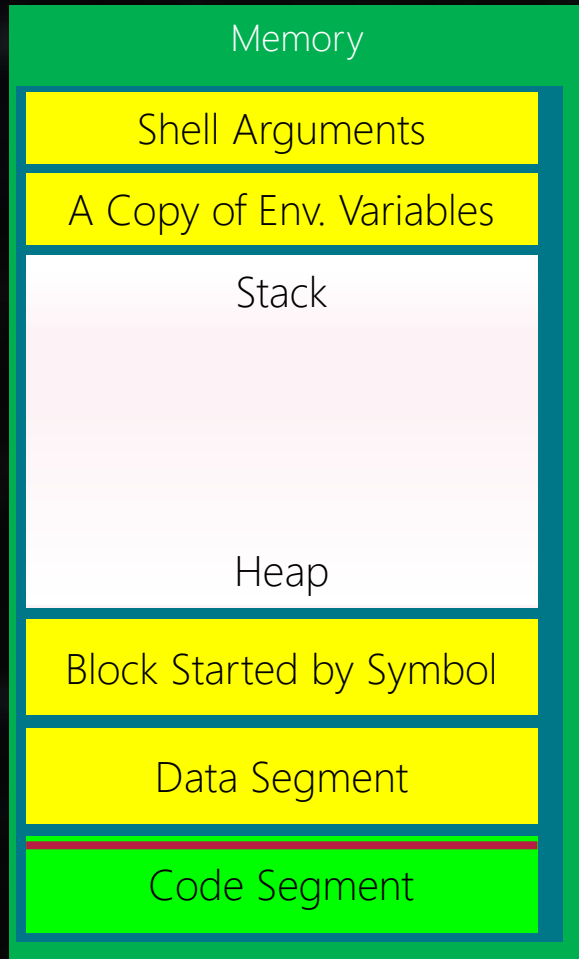 Memory
Shell Arguments
A Copy of Env. Variables
Stack
Heap
Block Started by Symbol
Data Segment
Code Segment